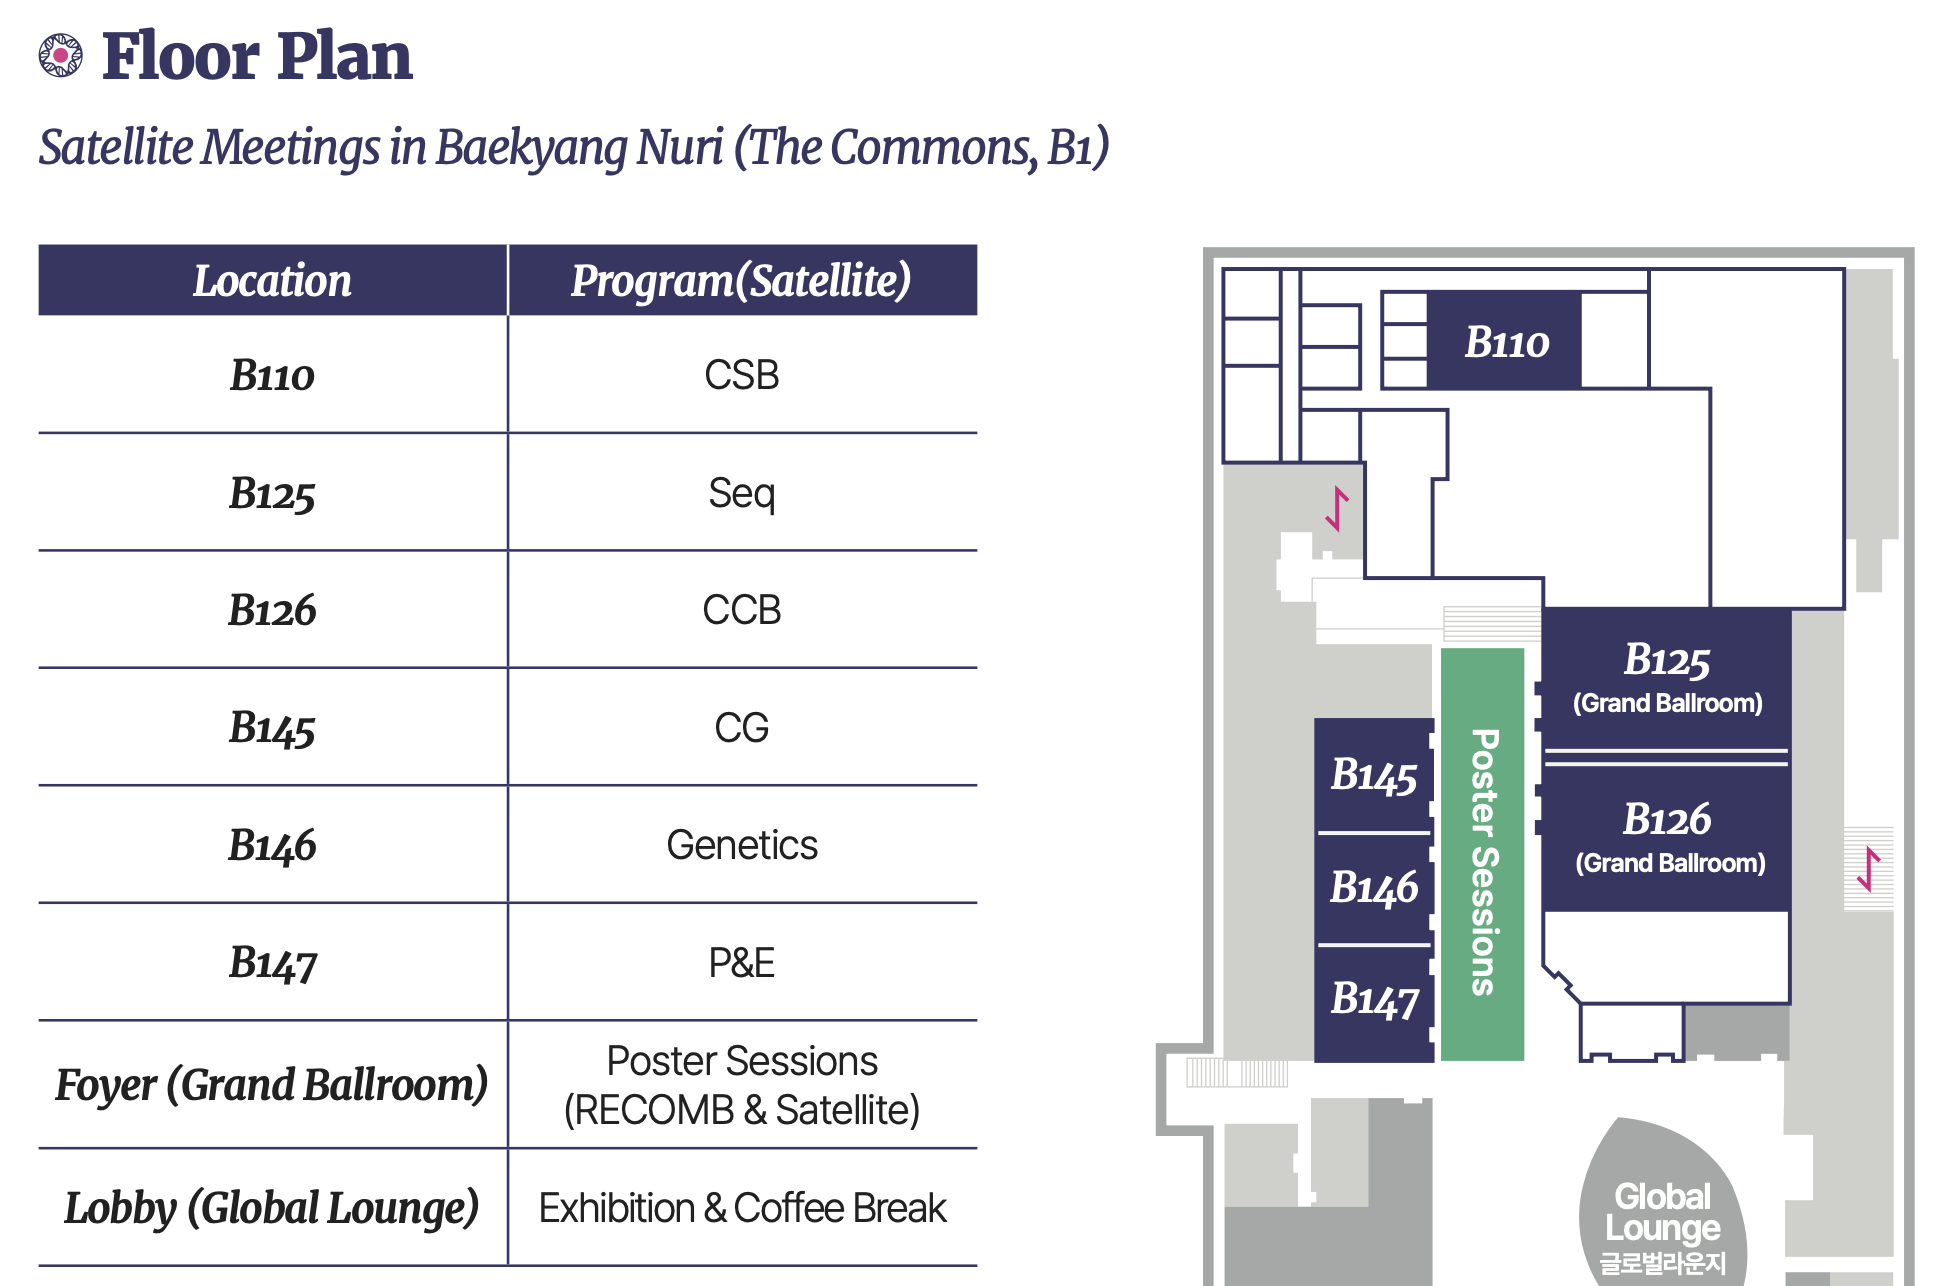 Floor Plan
Satellite Meetings in Baekyang Nuri (The Commons, B1)
Location Program(Satellite)
B110 CSB
B125 Seq
B126 CCB
B145 CG
B146 Genetics
B147 P&E
Foyer (Grand Ballroom) Poster Sessions
(RECOMB & Satellite)
Lobby (Global Lounge) Exhibition & Coffee Break
B110
B125
(Grand Ballroom)
B126
(Grand Ballroom)
B145
B146
B147
Poster Sessions
Global
Lounge
글로벌라운지